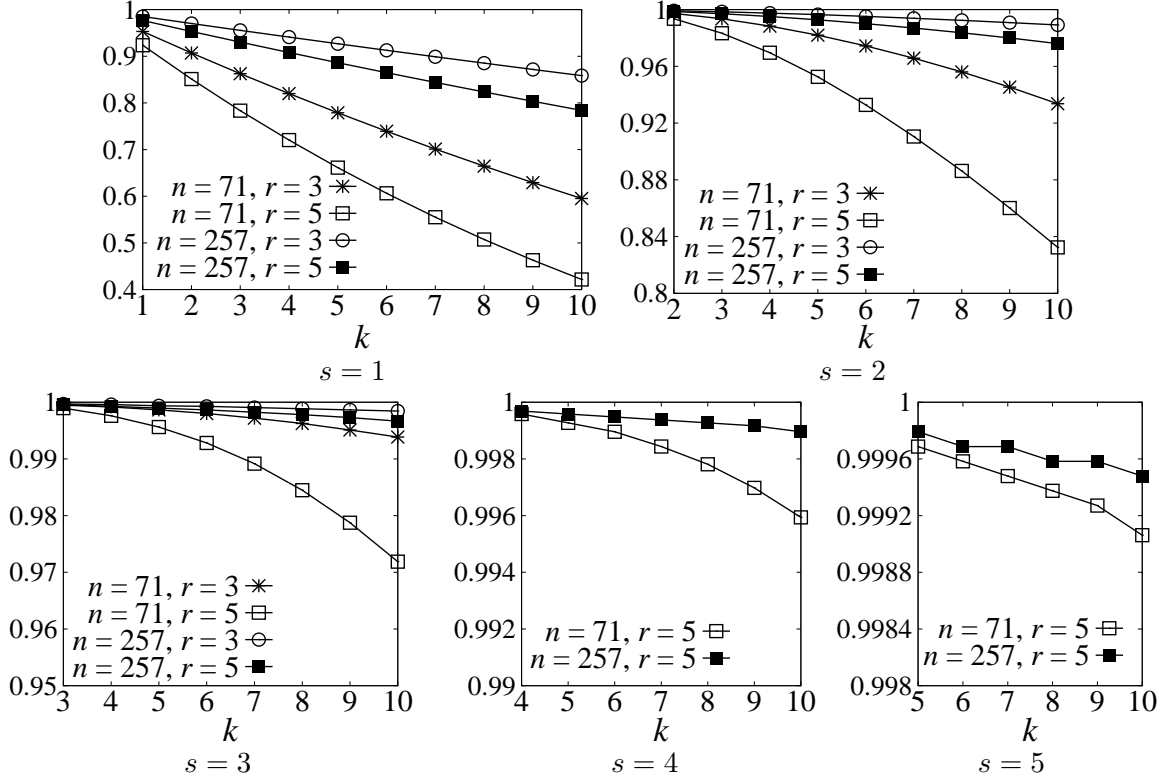 1
0.9
0.8
0.7
0.6
0.5
0.4
n = 71, r = 3
n = 71, r = 5
n = 257, r = 3
n = 257, r = 5
1 2 3 4 5 6 7 8 9 10
k
s = 1
1
0.96
0.92
0.88
0.84
0.8
n = 71, r = 3
n = 71, r = 5
n = 257, r = 3
n = 257, r = 5
2 3 4 5 6 7 8 9 10
k
s = 2
1
0.99
0.98
0.97
0.96
0.95
n = 71, r = 3
n = 71, r = 5
n = 257, r = 3
n = 257, r = 5
3 4 5 6 7 8 9 10
k
s = 3
1
0.998
0.996
0.994
0.992
0.99
n = 71, r = 5
n = 257, r = 5
4 5 6 7 8 9 10
k
s = 4
1
0.9996
0.9992
0.9988
0.9984
0.998
n = 71, r = 5
n = 257, r = 5
5 6 7 8 9 10
k
s = 5